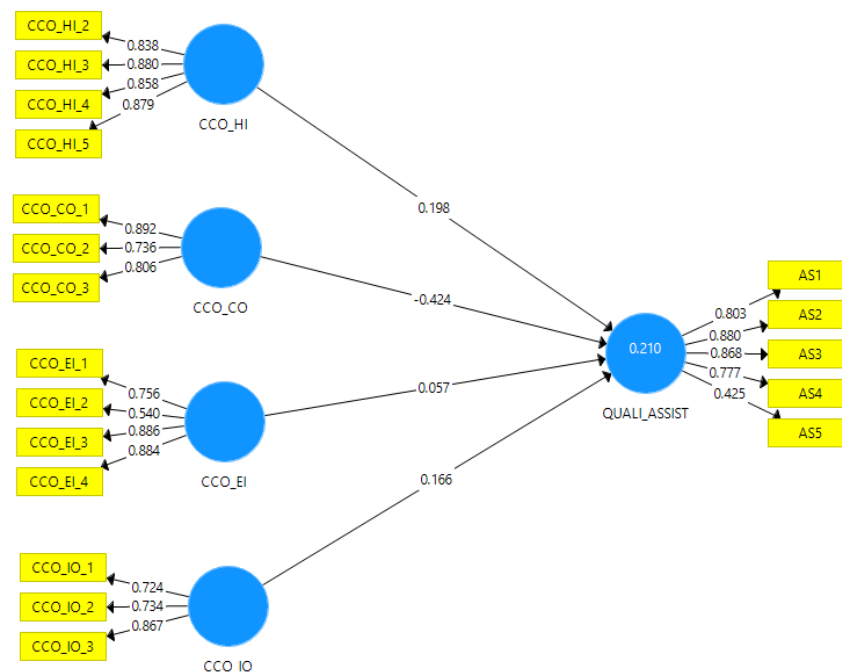 CCO_HI_2
CCO_HI_3
CCO_HI_4
CCO_HI_5
0.838
0.880
0.858
0.879
CCO_HI
0.198
CCO_CO_1
CCO_CO_2
CCO_CO_3
0.892
0.736
0.806
CCO_CO
-0.424
CCO_EI_1
CCO_EI_2
CCO_EI_3
CCO_EI_4
0.756
0.540
0.886
0.884
CCO_EI
0.057
CCO_IO_1
CCO_IO_2
CCO_IO_3
0.724
0.734
0.867
CCO_IO
0.166
0.210
QUALI_ASSIST
0.803
0.880
0.868
0.777
0.425
AS1
AS2
AS3
AS4
AS5